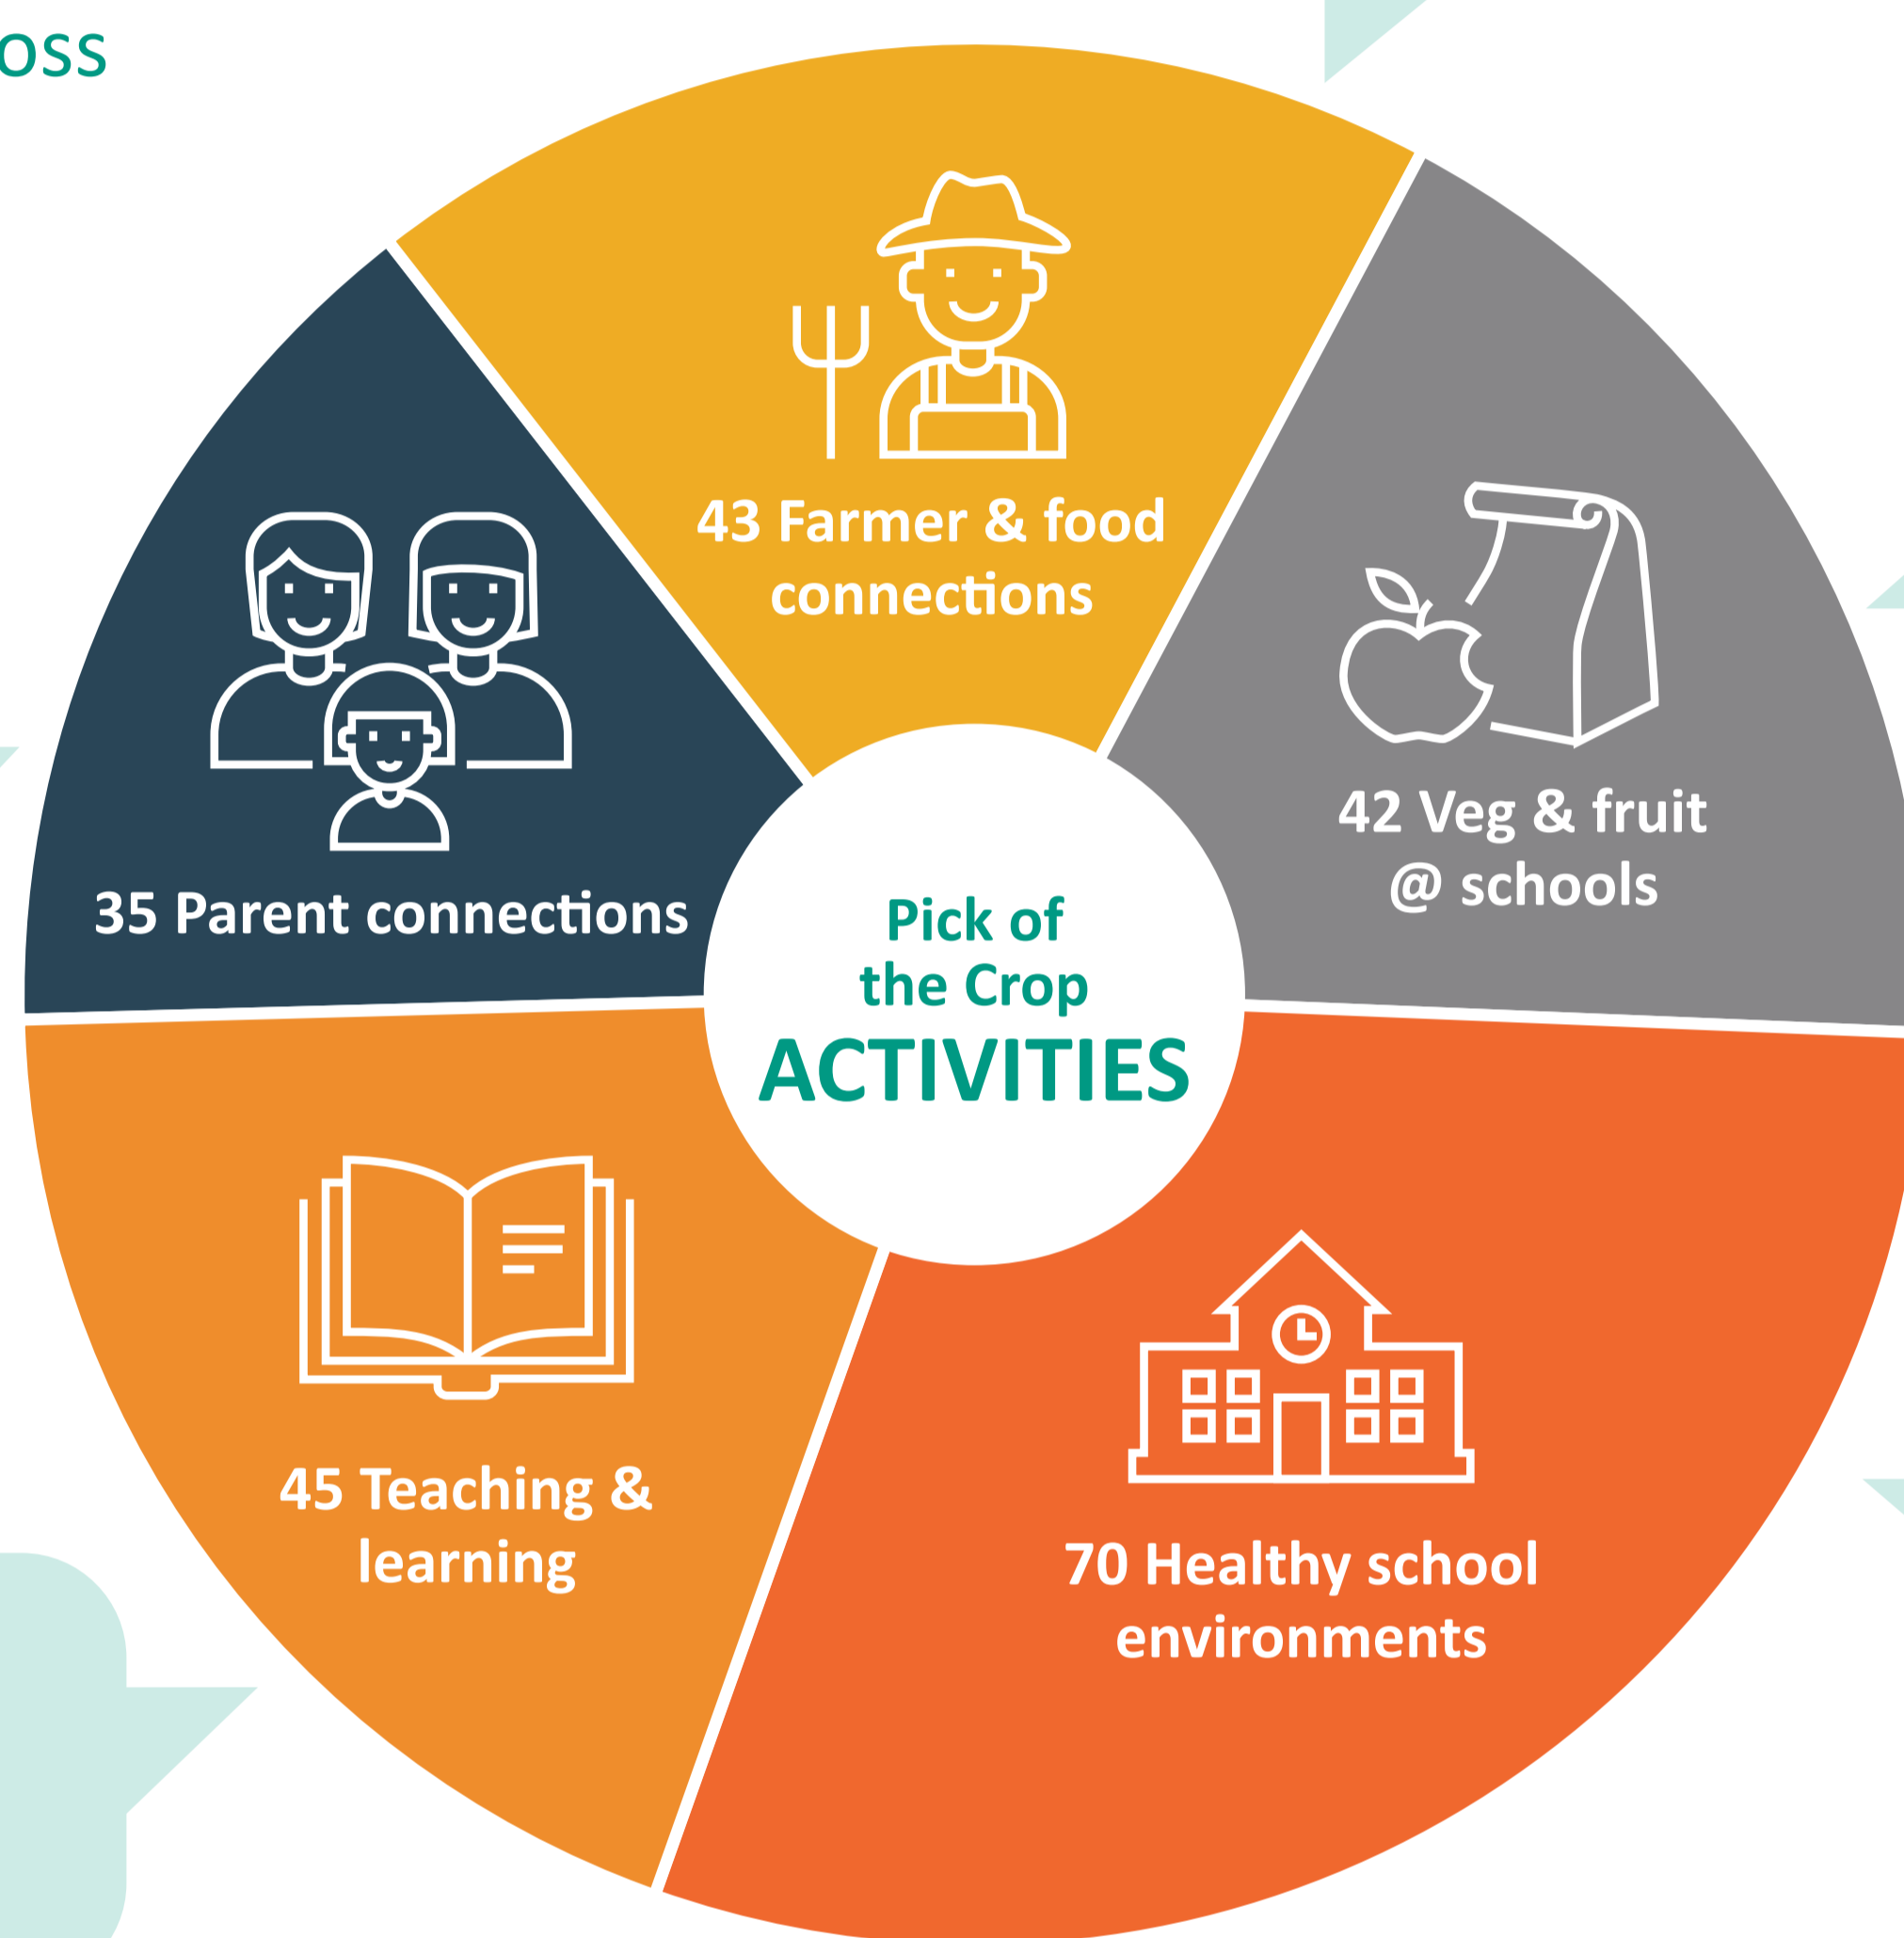 oss
43 Farmer & food
connections
42 Veg & fruit
@ schools
35 Parent connections
Pick of
the Crop
ACTIVITIES
45 Teaching &
learning
70 Healthy school
environments